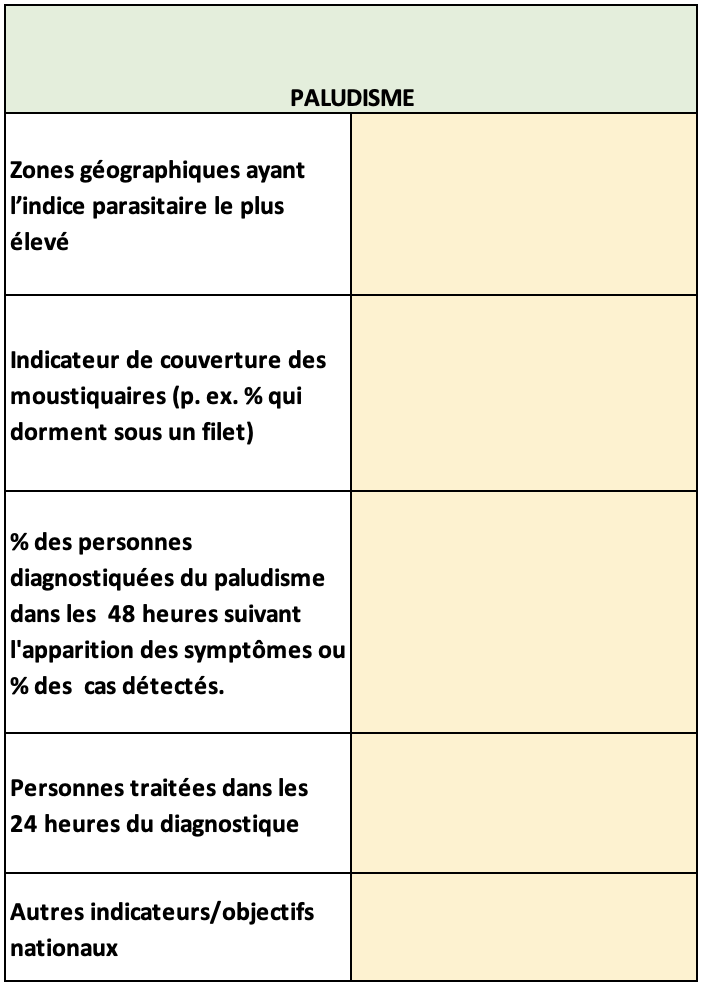 PALUDISME
Zones géographiques ayant
l’indice parasitaire le plus
élevé
Indicateur de couverture des
moustiquaires (p. ex. % qui
dorment sous un filet)
% des personnes
diagnostiquées du paludisme
dans les  48 heures suivant
l'apparition des symptômes ou
% des  cas détectés.
Personnes traitées dans les
24 heures du diagnostique
Autres indicateurs/objectifs
nationaux